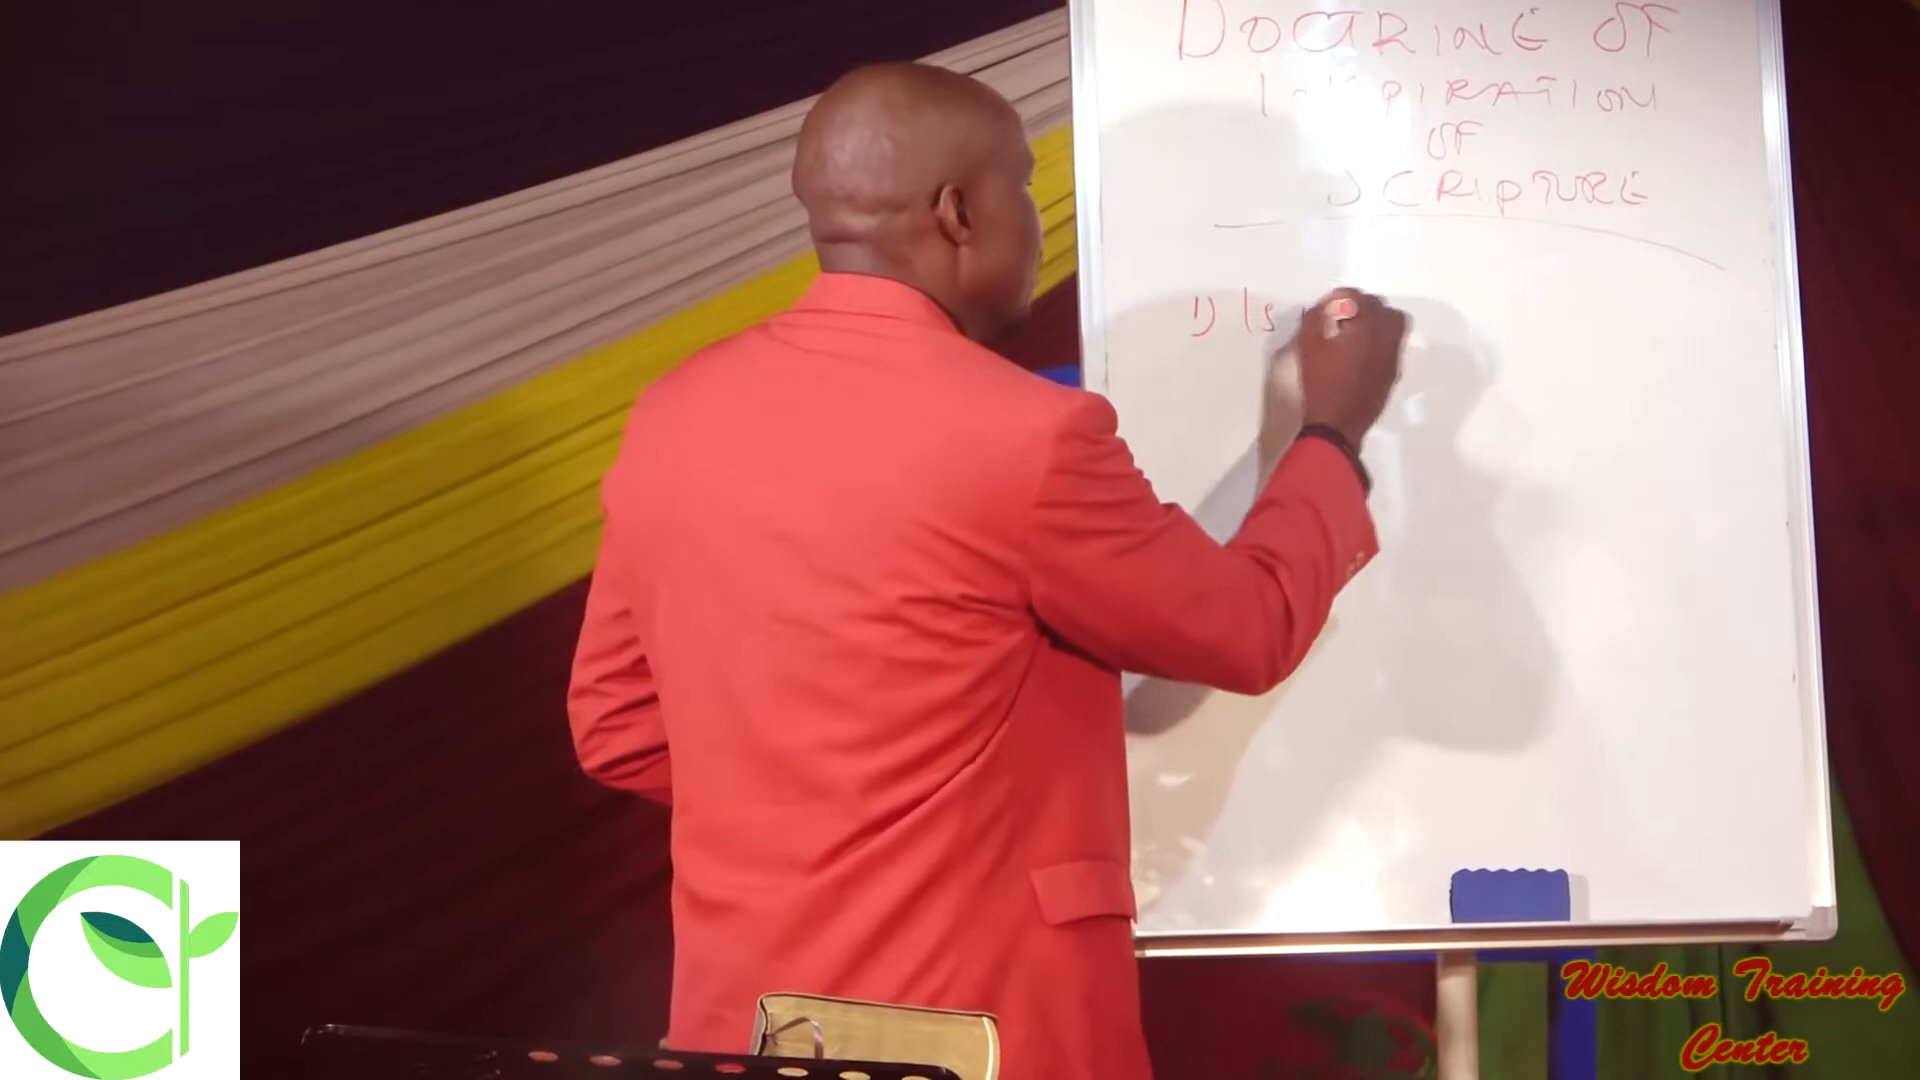 DOCTRINE OF
INSPIRATION
OF
SCRIPTURE
1) Is
Wisdom Training
Center